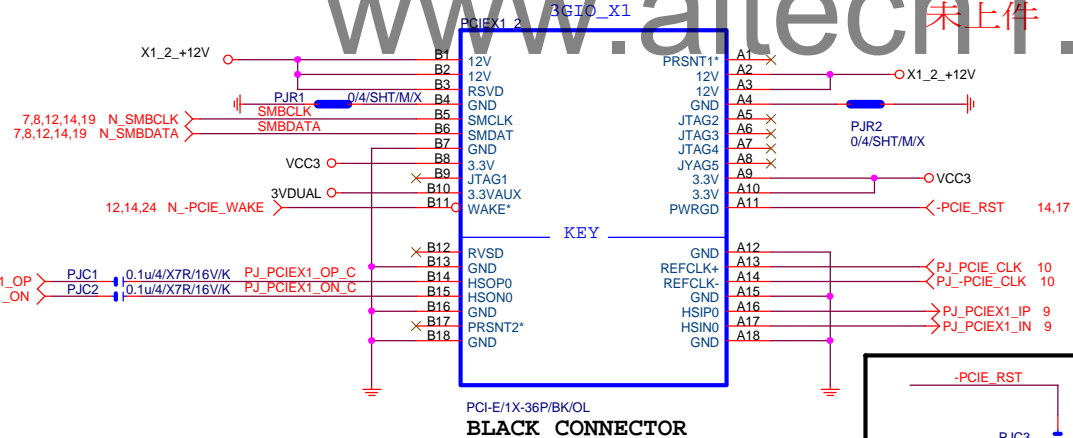 www.aitech1.
3GIO_X1
未上件
PCIEX1_2
X1_2_+12V
B1 12V
B2 12V
B3 RSVD
PJR1 0/4/SHT/M/X B4 GND
7,8,12,14,19 N_SMBCLK SMBCLK B5 SMCLK
7,8,12,14,19 N_SMBDATA SMBDATA B6 SMDAT
B7 GND
VCC3 B8 3.3V
B9 JTAG1
3VDUAL B10 3.3VAUX
12,14,24 N_-PCIE_WAKE B11 WAKE*
PRSNT1* A1
12V A2 X1_2_+12V
12V A3
GND A4
JTAG2 A5
JTAG3 A6
JTAG4 A7
JYAG5 A8
PJR2
0/4/SHT/M/X
3.3V A9 VCC3
3.3V A10
PWRGD A11 -PCIE_RST 14,17
KEY
B12 RVSD
B13 GND
1_OP PJC1 0.1u/4/X7R/16V/K PJ_PCIEX1_OP_C B14 HSOP0
_ON PJC2 0.1u/4/X7R/16V/K PJ_PCIEX1_ON_C B15 HSON0
B16 GND
B17 PRSNT2*
B18 GND
GND A12
REFCLK+ A13 PJ_PCIE_CLK 10
REFCLK- A14 PJ_-PCIE_CLK 10
GND A15
HSIP0 A16 PJ_PCIEX1_IP 9
HSIN0 A17 PJ_PCIEX1_IN 9
GND A18
PCI-E/1X-36P/BK/OL
BLACK CONNECTOR
-PCIE_RST
PJC3